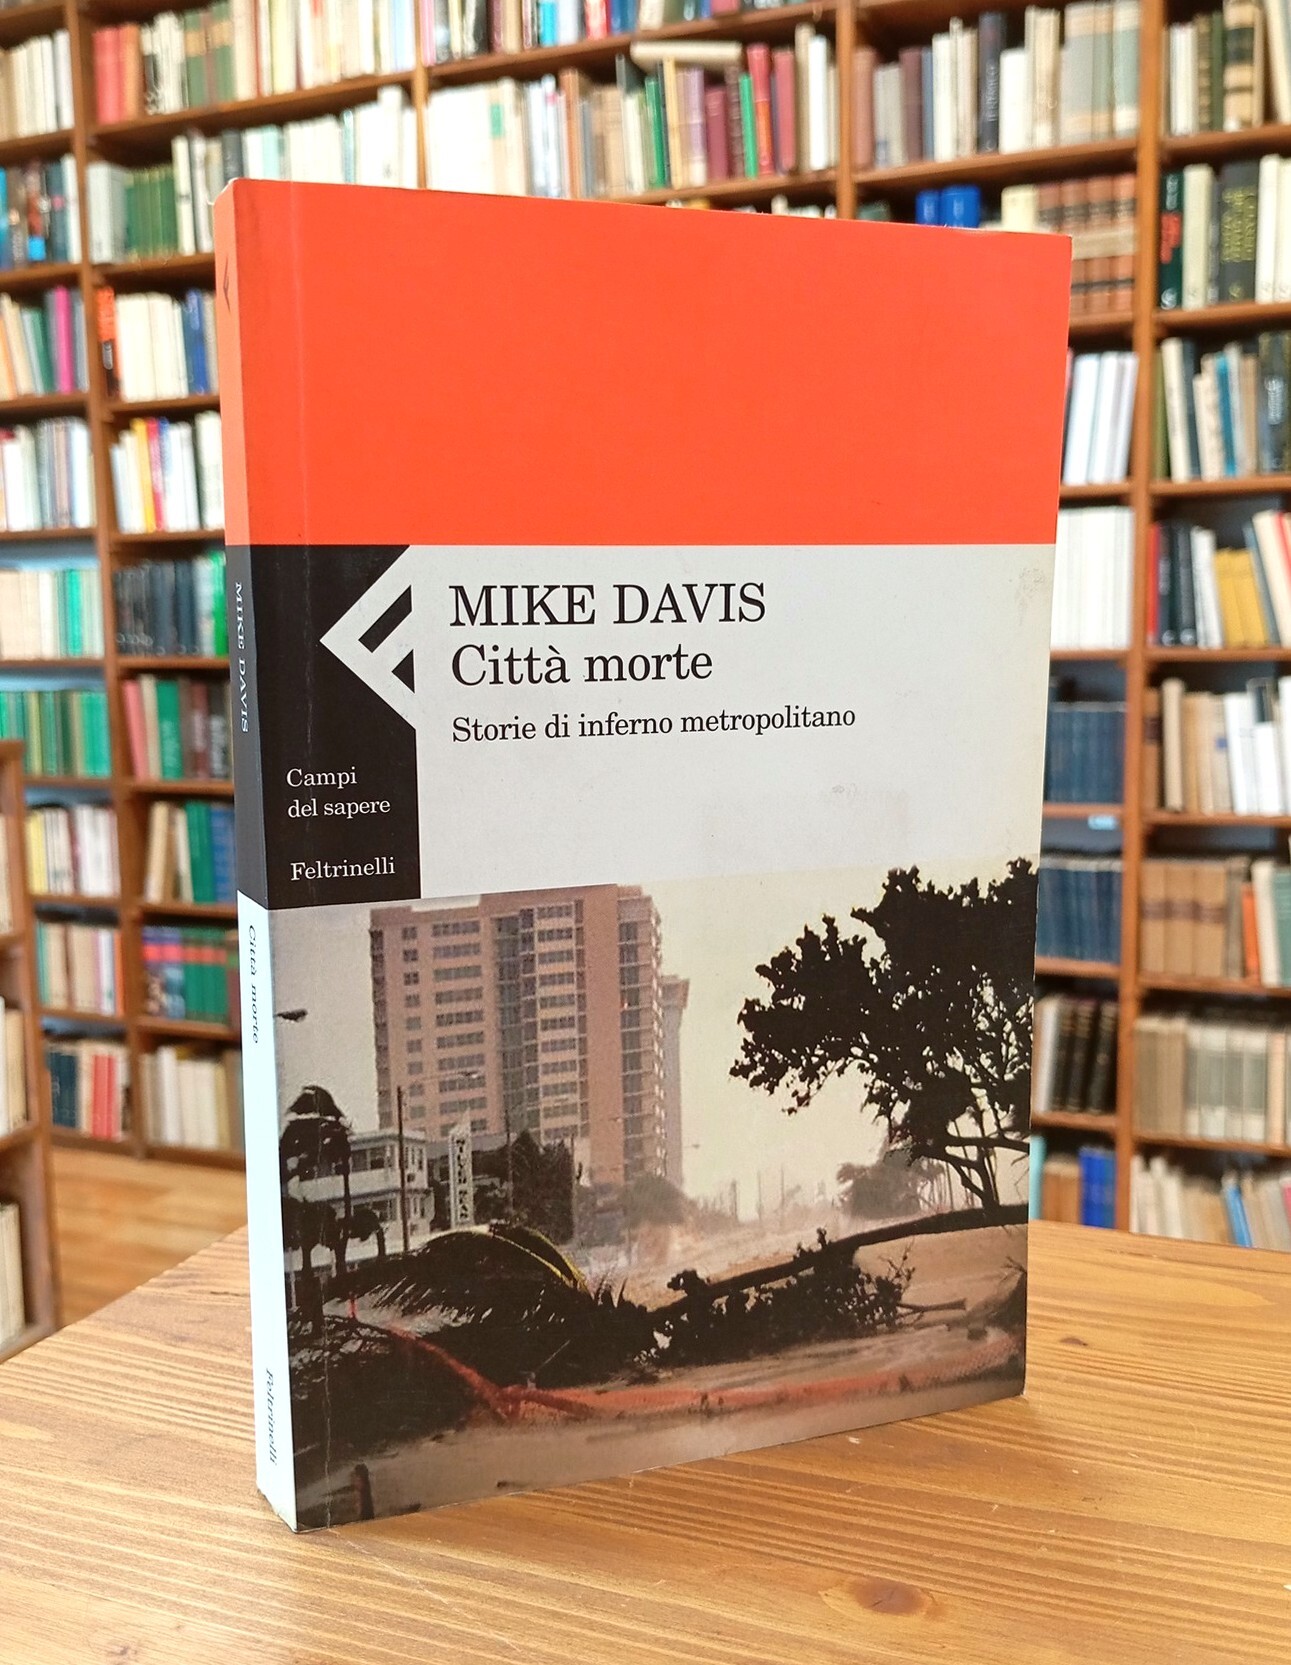 MIKE DAVIS
Città morte
Storie di inferno metropolitano
Campi
del sapere
Feltrinelli
MIKE DAVIS
Città morte
Feltrinelli